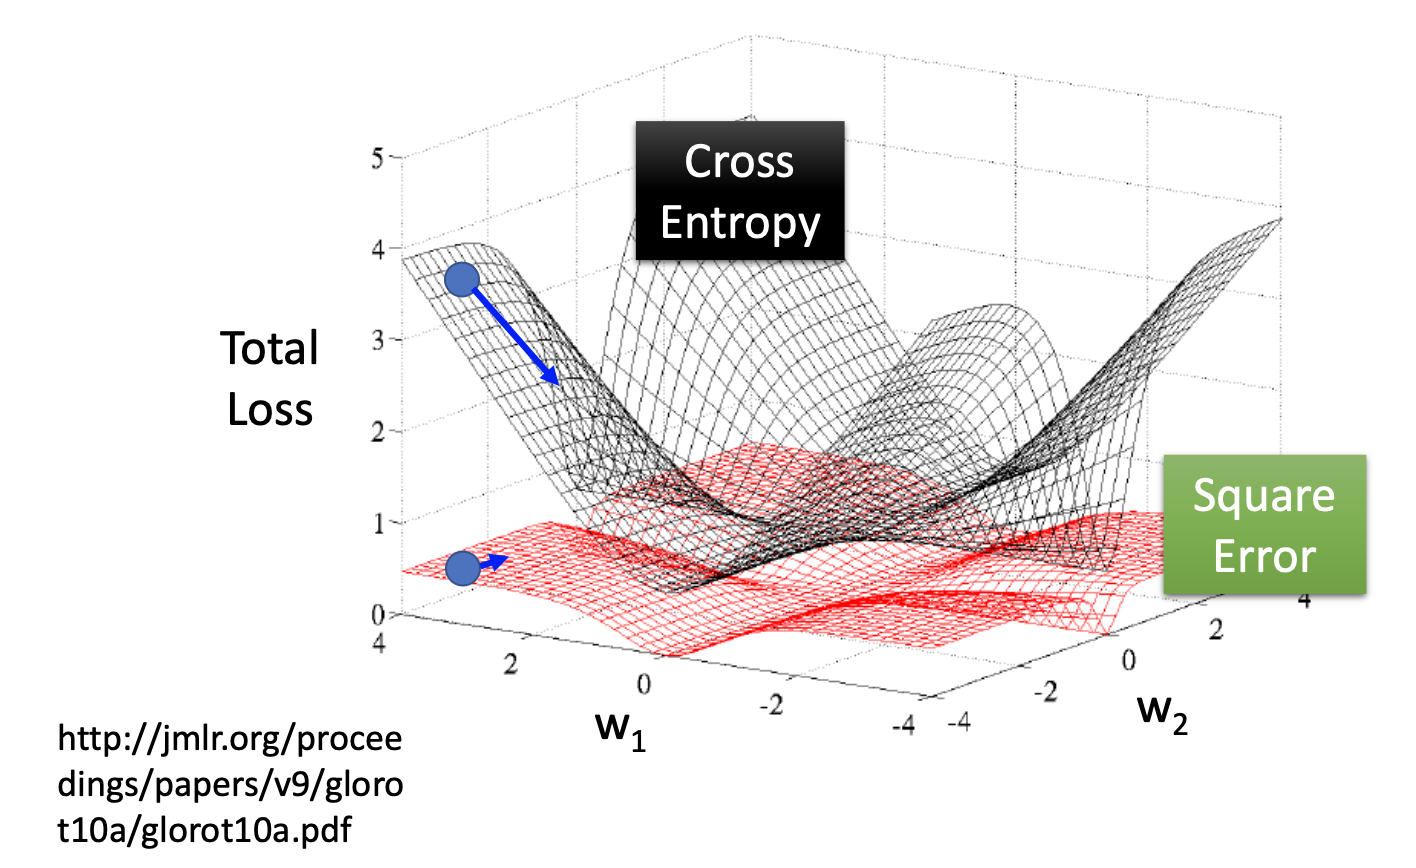 Cross
Entropy
5
4
3
2
1
0
Total
Loss
Square
Error
4
2
0
-2
-4
-4
-2
0
2
4
w1
w2
http://jmlr.org/procee
dings/papers/v9/gloro
t10a/glorot10a.pdf